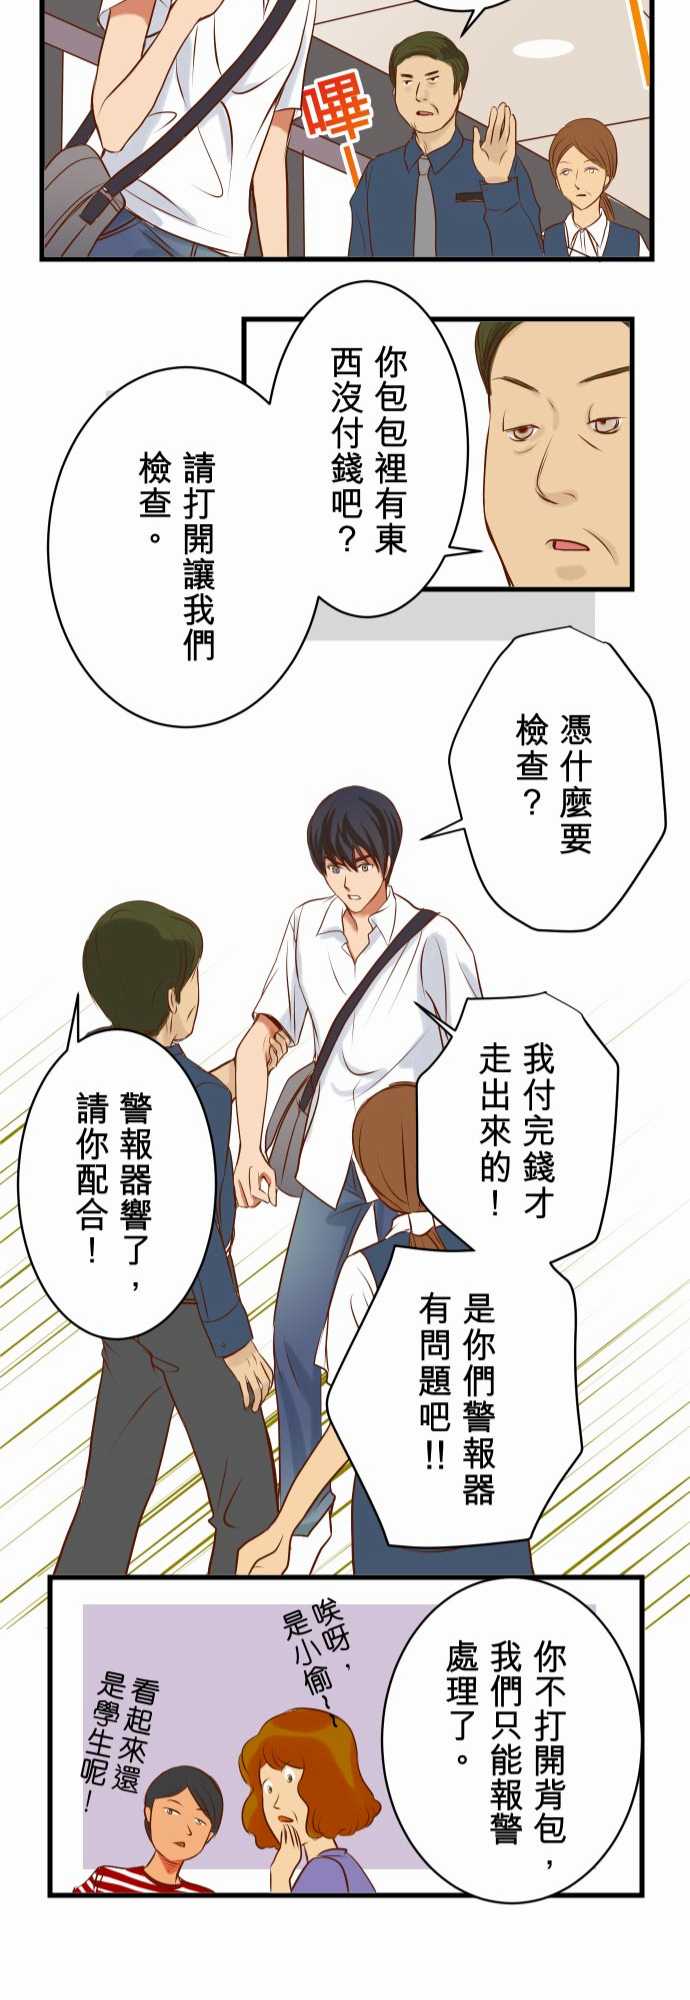 嗶
你包包裡有東
西沒付錢吧？
請打開讓我們
檢查。
憑什麼要
檢查？
我付完錢才
走出來的！
警報器響了，
請你配合！
是你們警報器
有問題吧!!
你不打開背包，
我們只能報警
處理了。
唉呀，
是小偷~
看起來還
是學生呢！